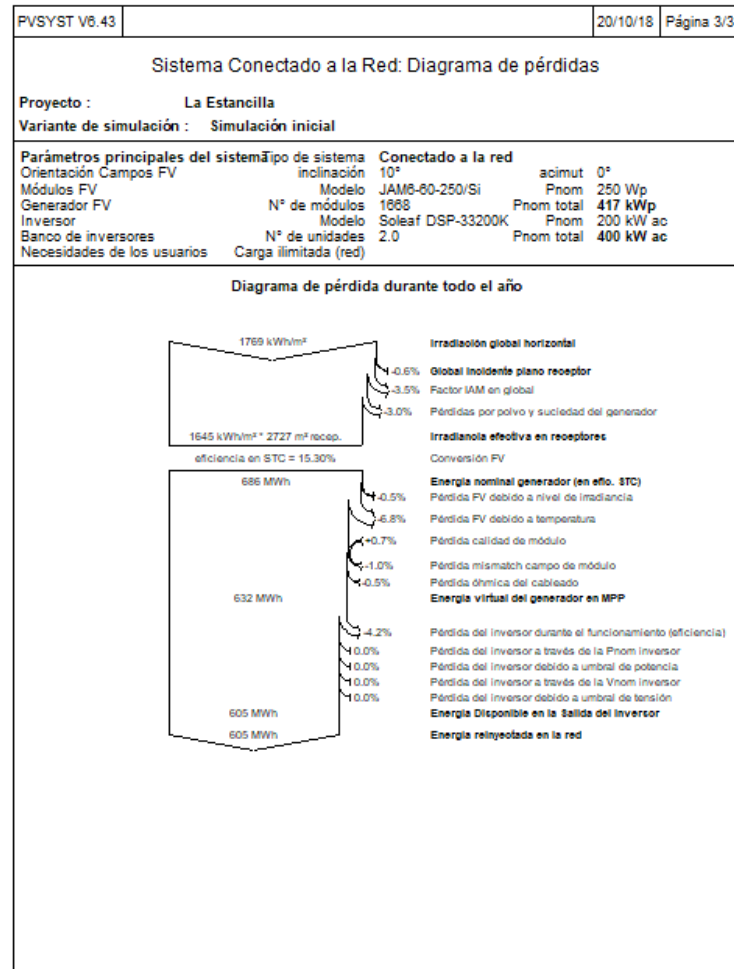 PVSYST V6.43 20/10/18 Página 3/3
Sistema Conectado a la Red: Diagrama de pérdidas
Proyecto : La Estancilla
Variante de simulación : Simulación inicial
Parámetros principales del sistema Tipo de sistema Conectado a la red
Orientación Campos FV inclinación 10° acimut 0°
Módulos FV Modelo JAM6-60-250/Si Pnom 250 Wp
Generador FV N° de módulos 1668 Pnom total 417 kWp
Inversor Modelo Soleaf DSP-33200K Pnom 200 kW ac
Banco de inversores N° de unidades 2.0 Pnom total 400 kW ac
Necesidades de los usuarios Carga ilimitada (red)
Diagrama de pérdida durante todo el año
1769 kWh/m² Irradiación global horizontal
-0.6% Global incidente plano receptor
-3.5% Factor IAM en global
-3.0% Pérdidas por polvo y suciedad del generador
1645 kWh/m² * 2727 m² recep. Irradiancia efectiva en receptores
eficiencia en STC = 15.30% Conversión FV
686 MWh Energía nominal generador (en efic. STC)
-0.5% Pérdida FV debido a nivel de irradiancia
-6.8% Pérdida FV debido a temperatura
+0.7% Pérdida calidad de módulo
-1.0% Pérdida mismatch campo de módulo
-0.5% Pérdida óhmica del cableado
632 MWh Energía virtual del generador en MPP
-4.2% Pérdida del inversor durante el funcionamiento (eficiencia)
0.0% Pérdida del inversor a través de la Pnom inversor
0.0% Pérdida del inversor debido a umbral de potencia
0.0% Pérdida del inversor a través de la Vnom inversor
0.0% Pérdida del inversor debido a umbral de tensión
605 MWh Energía Disponible en la Salida del Inversor
605 MWh Energía reinyectada en la red